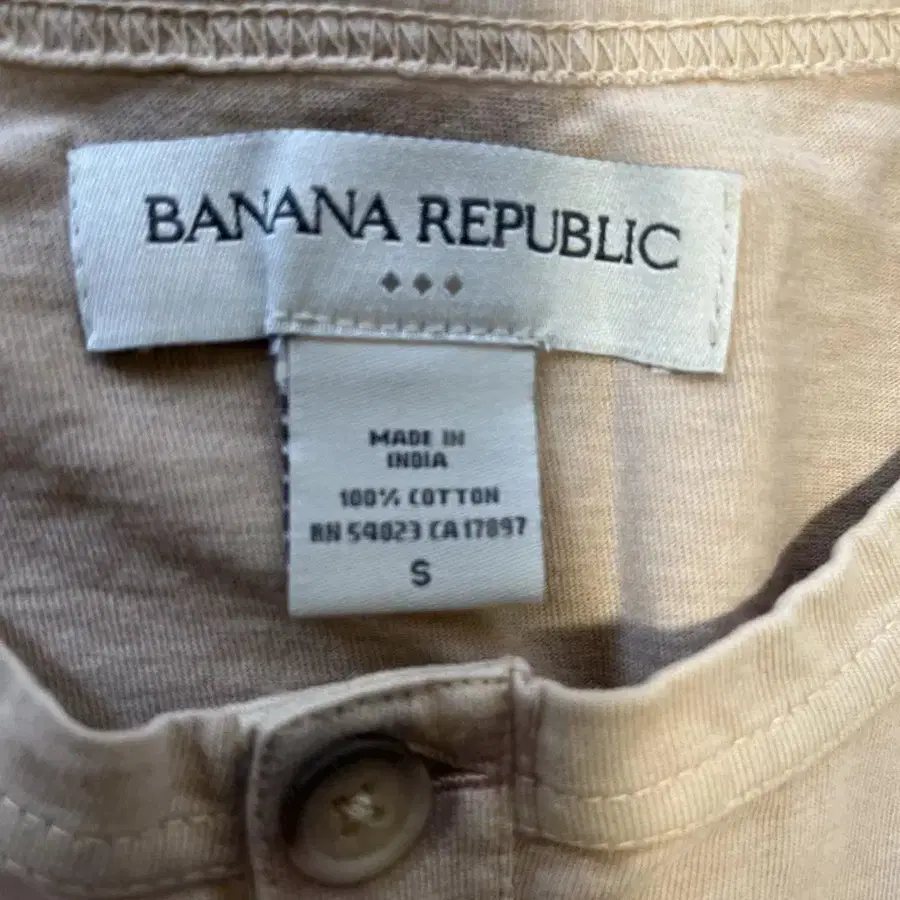 BANANA REPUBLIC
MADE IN
INDIA
100% COTTON
RN 54023 CA 17897
S